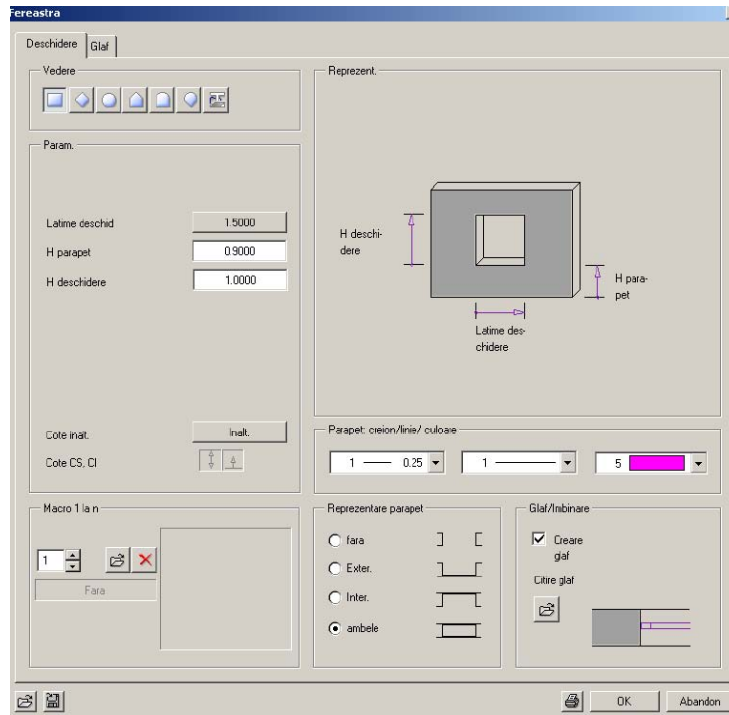 Fereastra
Deschidere
Glaf
Vedere
Reprezent.
Param.
Latime deschid
1.5000
H parapet
0.9000
H deschidere
1.0000
H deschi-
dere
H para-
pet
Latime des-
chidere
Cote inalt.
Inalt.
Cote CS, CI
Parapet: creion/linie/ culoare
1
0.25
1
5
Macro 1 la n
1
Fara
Reprezentare parapet
fara
Exter.
Inter.
ambele
Glaf/Imbinare
Creare
glaf
Citire glaf
OK
Abandon